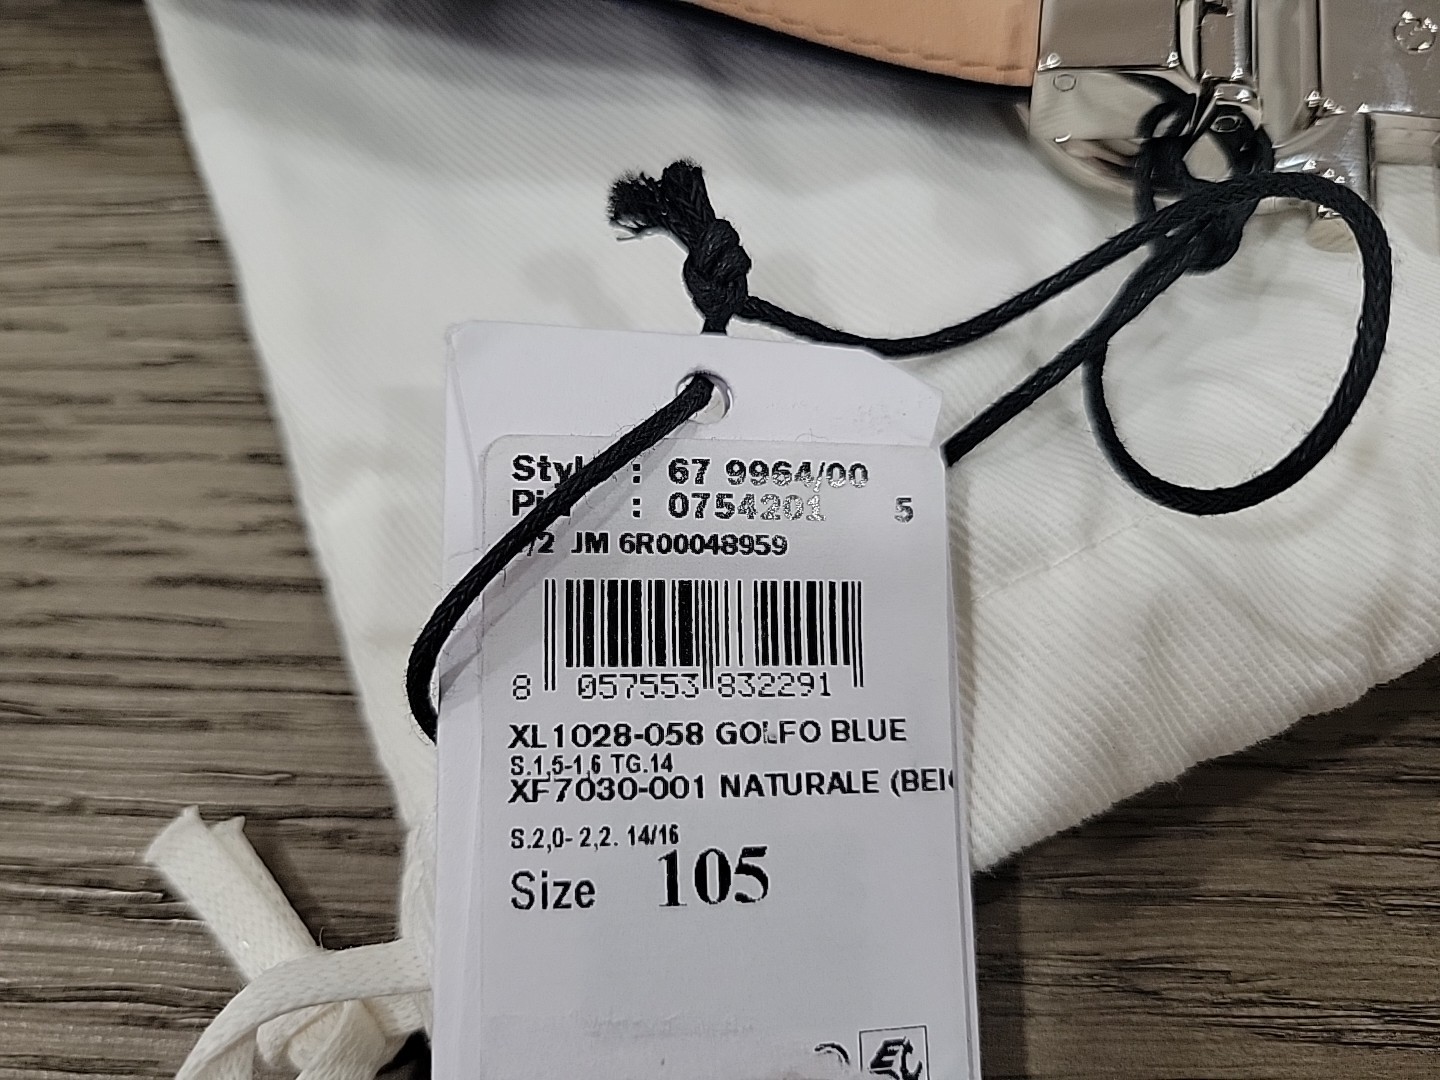 : 67 9964/00
: 0754201 5
JM 6R00048959
8 057553 832291
XL1028-058 GOLFO BLUE
S.1,5-1,6 TG.14
XF7030-001 NATURALE
S.2,0- 2,2. 14/16
Size 105